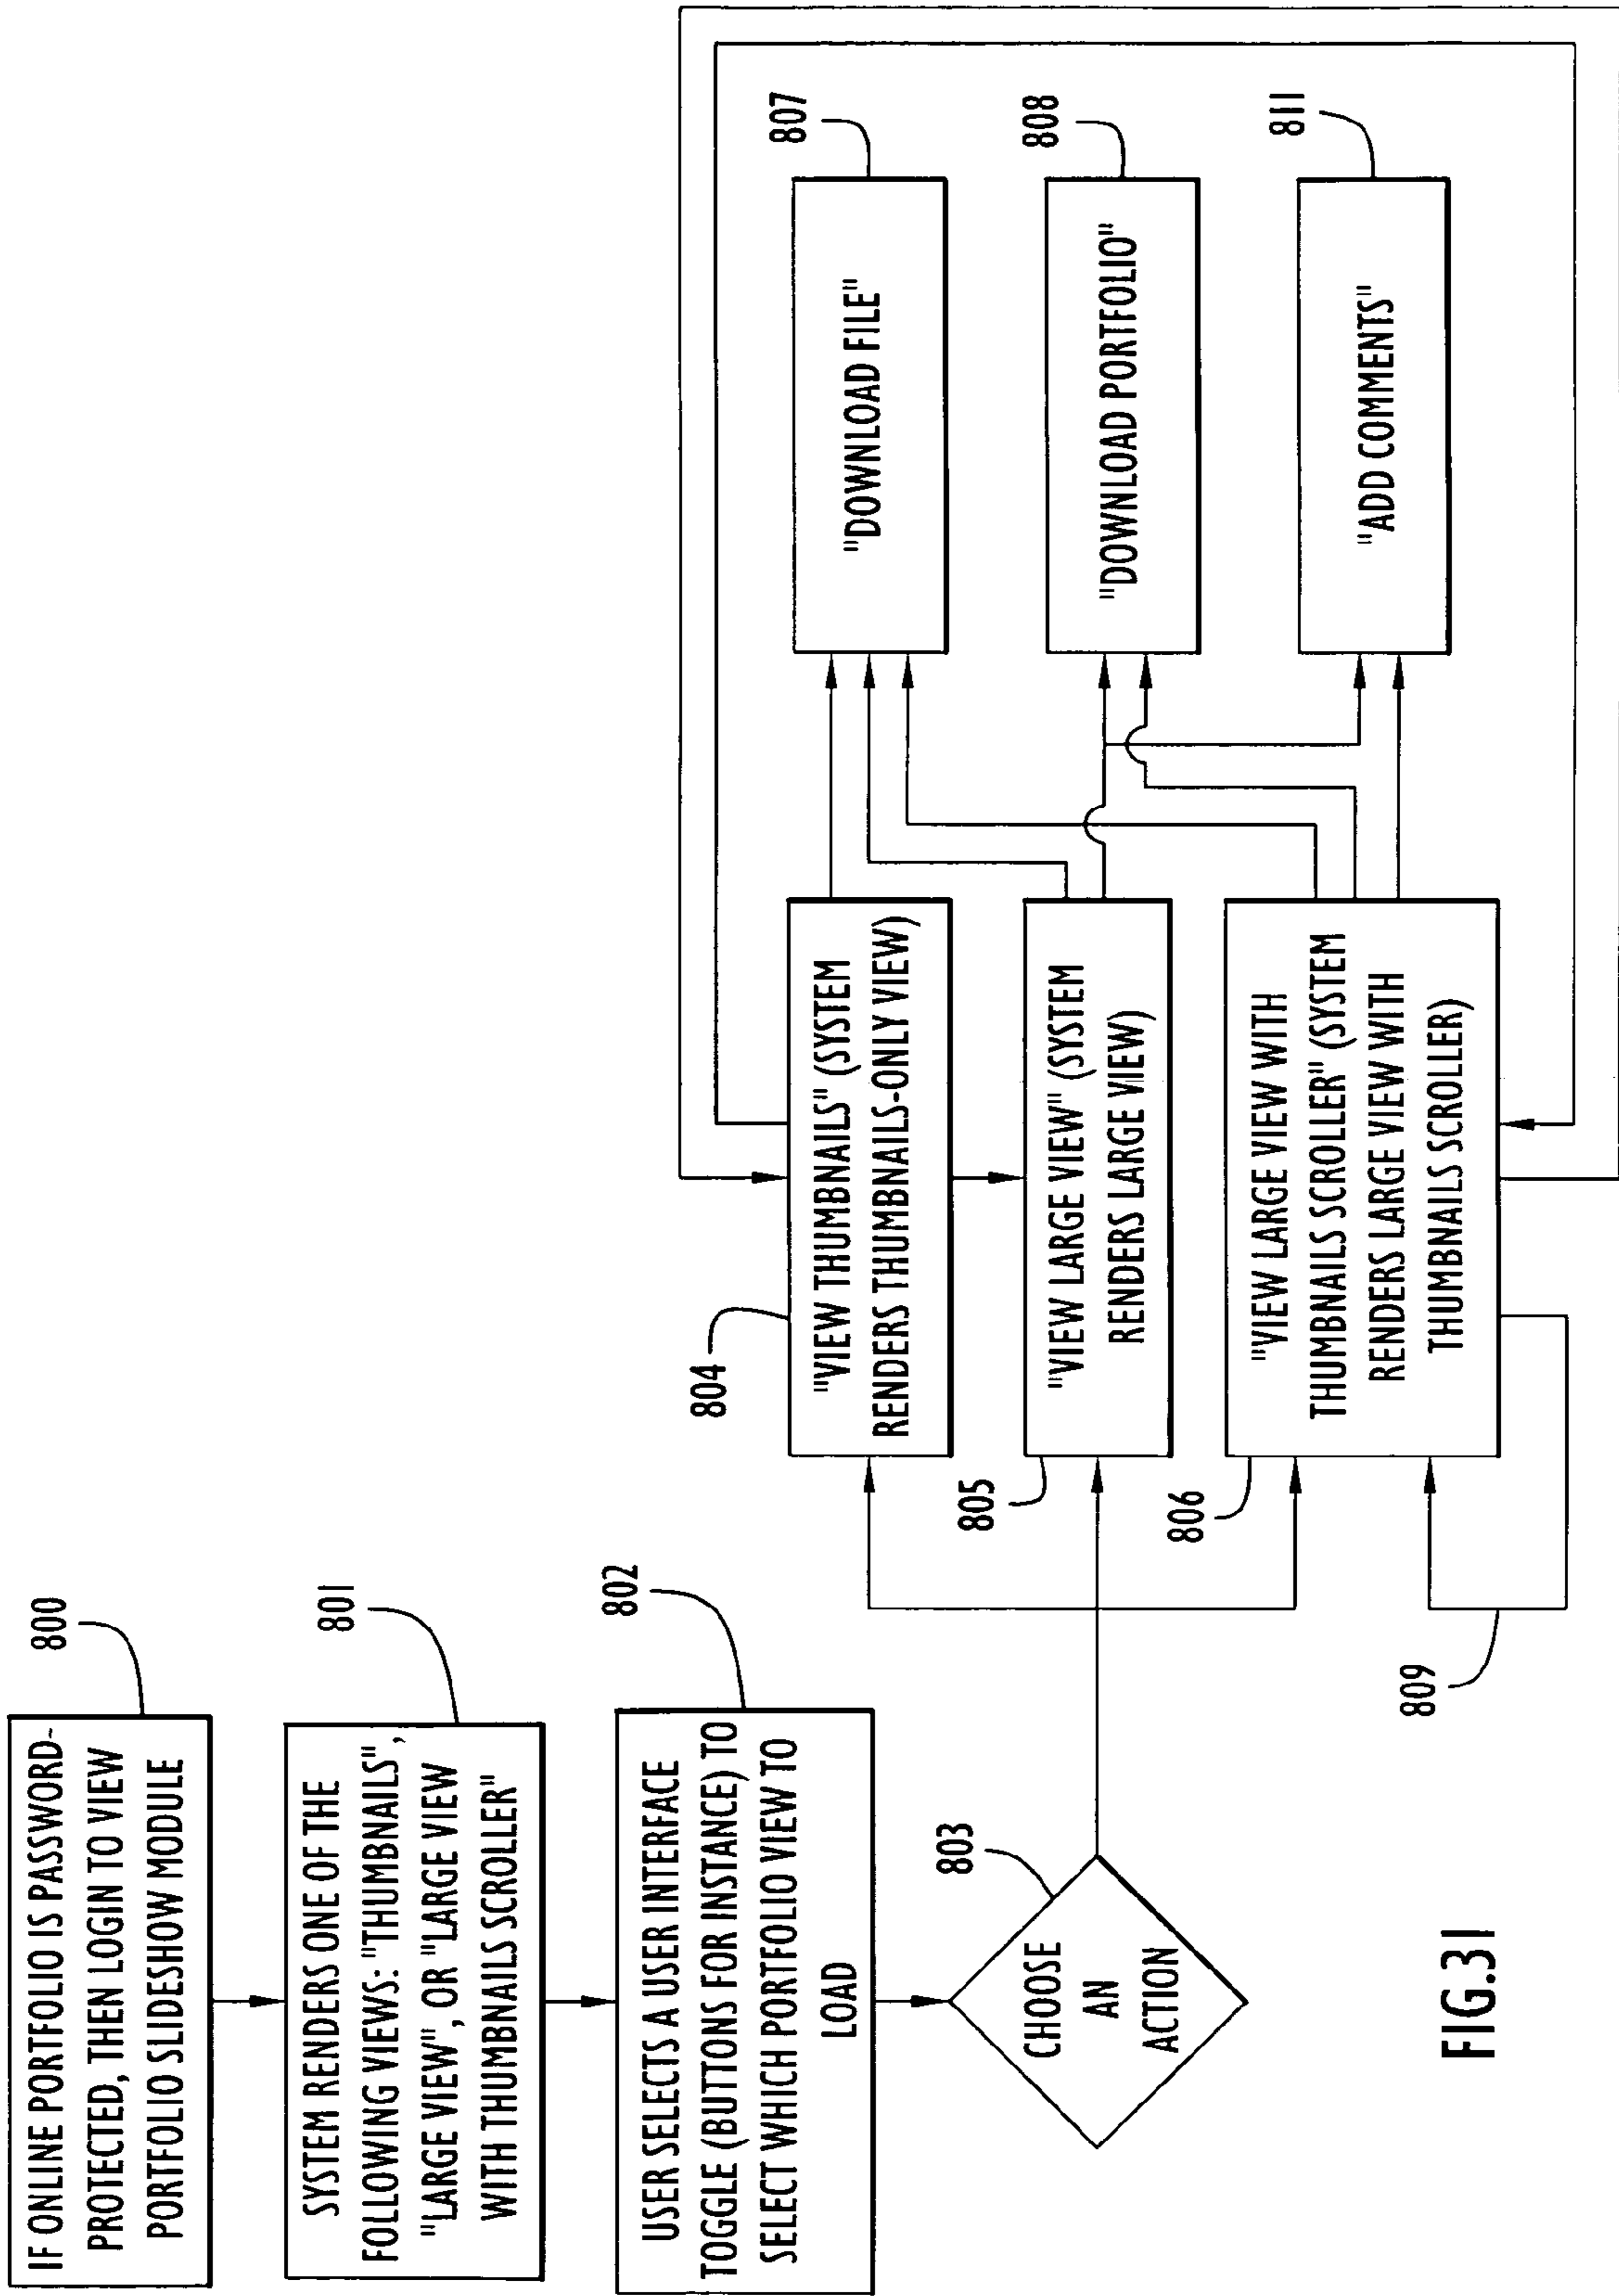 800
IF ONLINE PORTFOLIO IS PASSWORD-
PROTECTED, THEN LOGIN TO VIEW
PORTFOLIO SLIDESHOW MODULE
801
SYSTEM RENDERS ONE OF THE
FOLLOWING VIEWS: "THUMBNAILS",
"LARGE VIEW", OR "LARGE VIEW
WITH THUMBNAILS SCROLLER"
802
USER SELECTS A USER INTERFACE
TOGGLE (BUTTONS FOR INSTANCE) TO
SELECT WHICH PORTFOLIO VIEW TO
LOAD
803
CHOOSE
AN
ACTION
804
"VIEW THUMBNAILS" (SYSTEM
RENDERS THUMBNAILS-ONLY VIEW)
805
"VIEW LARGE VIEW" (SYSTEM
RENDERS LARGE VIEW)
806
"VIEW LARGE VIEW WITH
THUMBNAILS SCROLLER" (SYSTEM
RENDERS LARGE VIEW WITH
THUMBNAILS SCROLLER)
809
807
"DOWNLOAD FILE"
808
"DOWNLOAD PORTFOLIO"
811
"ADD COMMENTS"
FIG.31